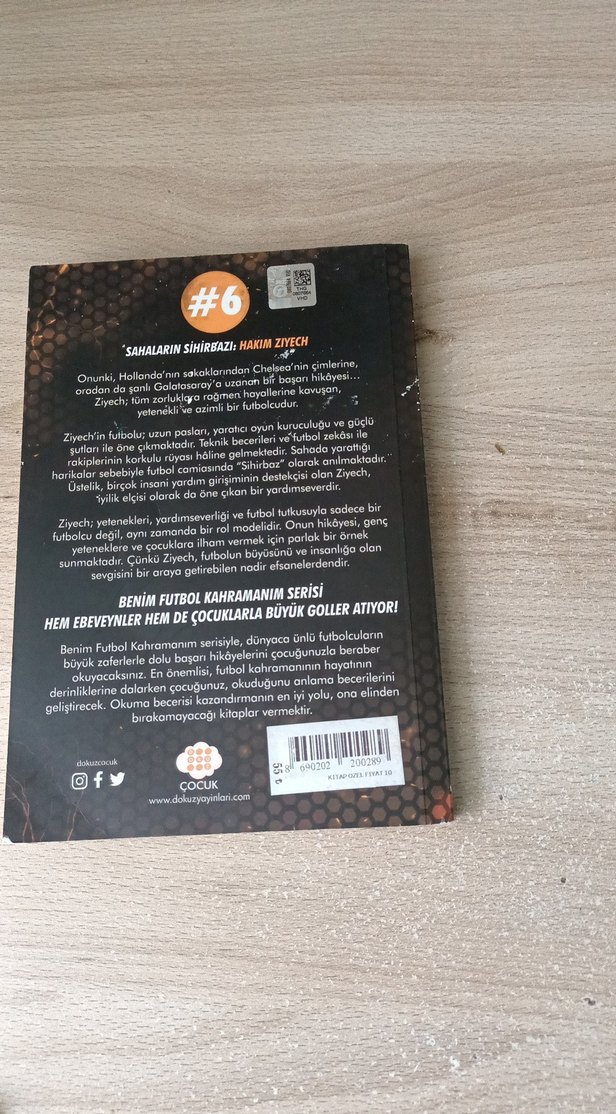 #6
SAHALARIN SİHİRBAZI: HAKIM ZIYECH
Onunki, Hollanda'nın sokaklarından Chelsea'nin çimlerine,
oradan da şanlı Galatasaray'a uzanan bir başarı hikâyesi...
Ziyech; tüm zorluklara rağmen hayallerine kavuşan,
yetenekli ve azimli bir futbolcudur.
Ziyech'in futbolu; uzun pasları, yaratıcı oyun kuruculuğu ve güçlü
şutları ile öne çıkmaktadır. Teknik becerileri ve futbol zekâsı ile
rakiplerinin korkulu rüyası hâline gelmektedir. Sahada yarattığı
harikalar sebebiyle futbol camiasında "Sihirbaz" olarak anılmaktadır.
Üstelik, birçok insani yardım girişiminin destekçisi olan Ziyech,
iyilik elçisi olarak da öne çıkan bir yardımseverdir.
Ziyech; yetenekleri, yardımseverliği ve futbol tutkusuyla sadece bir
futbolcu değil, aynı zamanda bir rol modelidir. Onun hikâyesi, genç
yeteneklere ve çocuklara ilham vermek için parlak bir örnek
sunmaktadır. Çünkü Ziyech, futbolun büyüsünü ve insanlığa olan
sevgisini bir araya getirebilen nadir efsanelerdendir.
BENİM FUTBOL KAHRAMANIM SERİSİ
HEM EBEVEYNLER HEM DE ÇOCUKLARLA BÜYÜK GOLLER ATIYOR!
Benim Futbol Kahramanım serisiyle, dünyaca ünlü futbolcuların
büyük zaferlerle dolu başarı hikâyelerini çocuğunuzla beraber
okuyacaksınız. En önemlisi, futbol kahramanının hayatının
derinliklerine dalarken çocuğunuz, okuduğunu anlama becerilerini
geliştirecek. Okuma becerisi kazandırmanın en iyi yolu, ona elinden
bırakamayacağı kitaplar vermektir.
dokuzcocuk
ÇOCUK
www.dokuzyayinlari.com
55 ₺
8 690202 200289
KİTAP ÖZEL FİYAT 10